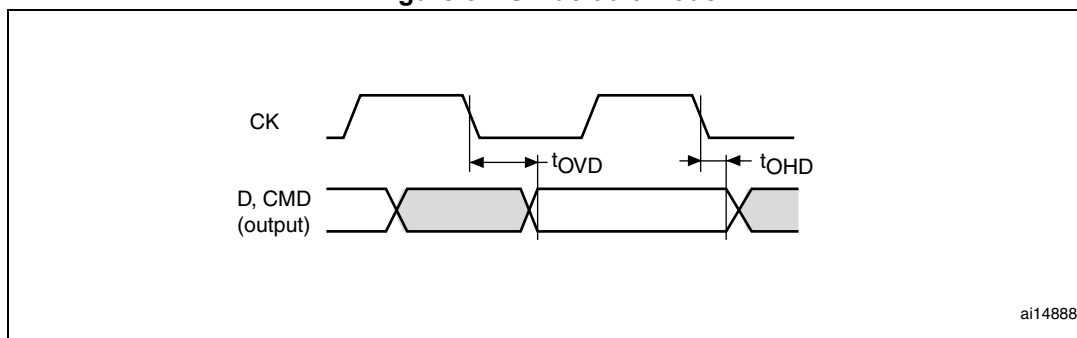 CK
tOVD
tOHD
D, CMD
(output)
ai14888